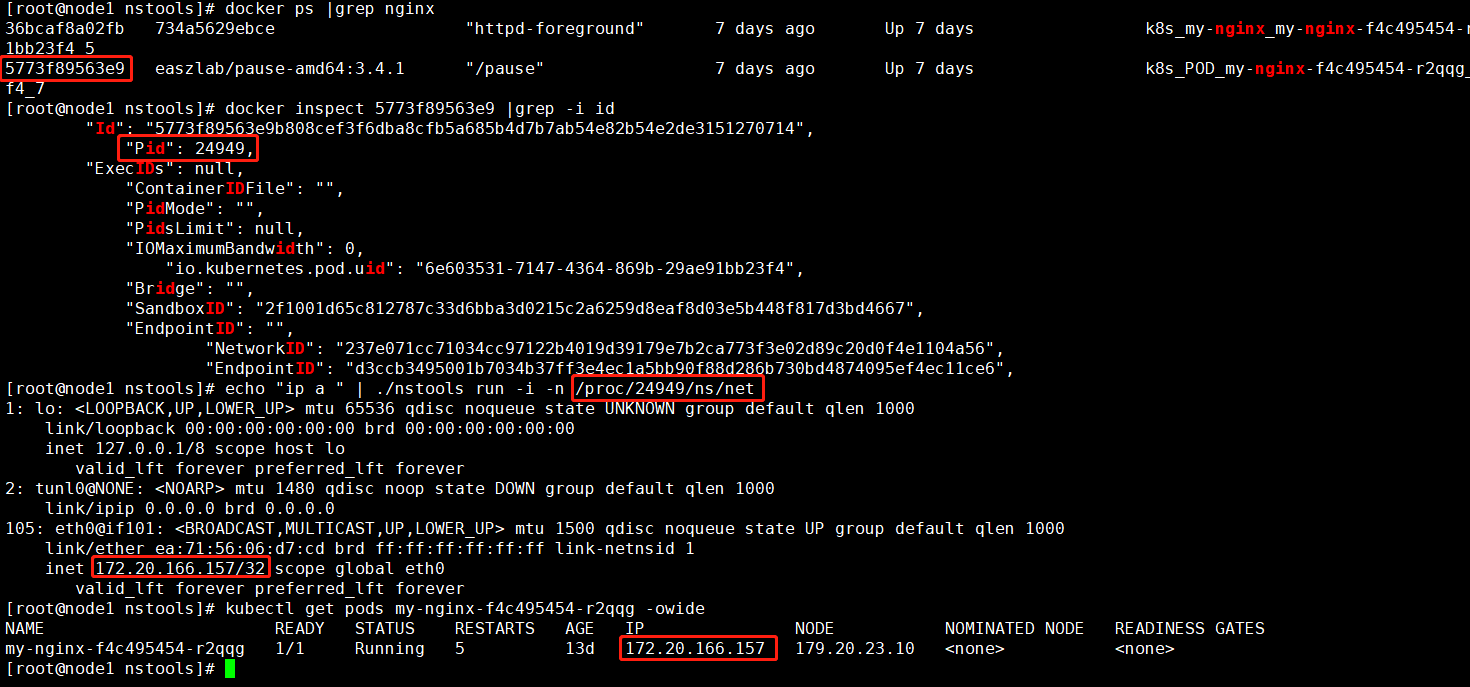 [root@node1 nstools]# docker ps |grep nginx
36bcaf8a02fb   734a5629ebce                   "httpd-foreground"       7 days ago       Up 7 days                 k8s_my-nginx_my-nginx-f4c495454-r
1bb23f4_5
5773f89563e9   easzlab/pause-amd64:3.4.1      "/pause"                 7 days ago       Up 7 days                 k8s_POD_my-nginx-f4c495454-r2qqg_
f4_7
[root@node1 nstools]# docker inspect 5773f89563e9 |grep -i id
        "Id": "5773f89563e9b808cef3f6dba8cfb5a685b4d7b7ab54e82b54e2de3151270714",
            "Pid": 24949,
        "ExecIDs": null,
            "ContainerIDFile": "",
            "PidMode": "",
            "PidsLimit": null,
            "IOMaximumBandwidth": 0,
                "io.kubernetes.pod.uid": "6e603531-7147-4364-869b-29ae91bb23f4",
            "Bridge": "",
            "SandboxID": "2f1001d65c812787c33d6bba3d0215c2a6259d8eaf8d03e5b448f817d3bd4667",
            "EndpointID": "",
                    "NetworkID": "237e071cc71034cc97122b4019d39179e7b2ca773f3e02d89c20d0f4e1104a56",
                    "EndpointID": "d3ccb3495001b7034b37ff3e4ec1a5bb90f88d286b730bd4874095ef4ec11ce6",
[root@node1 nstools]# echo "ip a " | ./nstools run -i -n /proc/24949/ns/net
1: lo: <LOOPBACK,UP,LOWER_UP> mtu 65536 qdisc noqueue state UNKNOWN group default qlen 1000
    link/loopback 00:00:00:00:00:00 brd 00:00:00:00:00:00
    inet 127.0.0.1/8 scope host lo
       valid_lft forever preferred_lft forever
2: tunl0@NONE: <NOARP> mtu 1480 qdisc noop state DOWN group default qlen 1000
    link/ipip 0.0.0.0 brd 0.0.0.0
105: eth0@if101: <BROADCAST,MULTICAST,UP,LOWER_UP> mtu 1500 qdisc noqueue state UP group default qlen 1000
    link/ether ea:71:56:06:d7:cd brd ff:ff:ff:ff:ff:ff link-netnsid 1
    inet 172.20.166.157/32 scope global eth0
       valid_lft forever preferred_lft forever
[root@node1 nstools]# kubectl get pods my-nginx-f4c495454-r2qqg -owide
NAME                       READY   STATUS    RESTARTS   AGE   IP               NODE           NOMINATED NODE   READINESS GATES
my-nginx-f4c495454-r2qqg   1/1     Running   5          13d   172.20.166.157   179.20.23.10   <none>           <none>
[root@node1 nstools]#